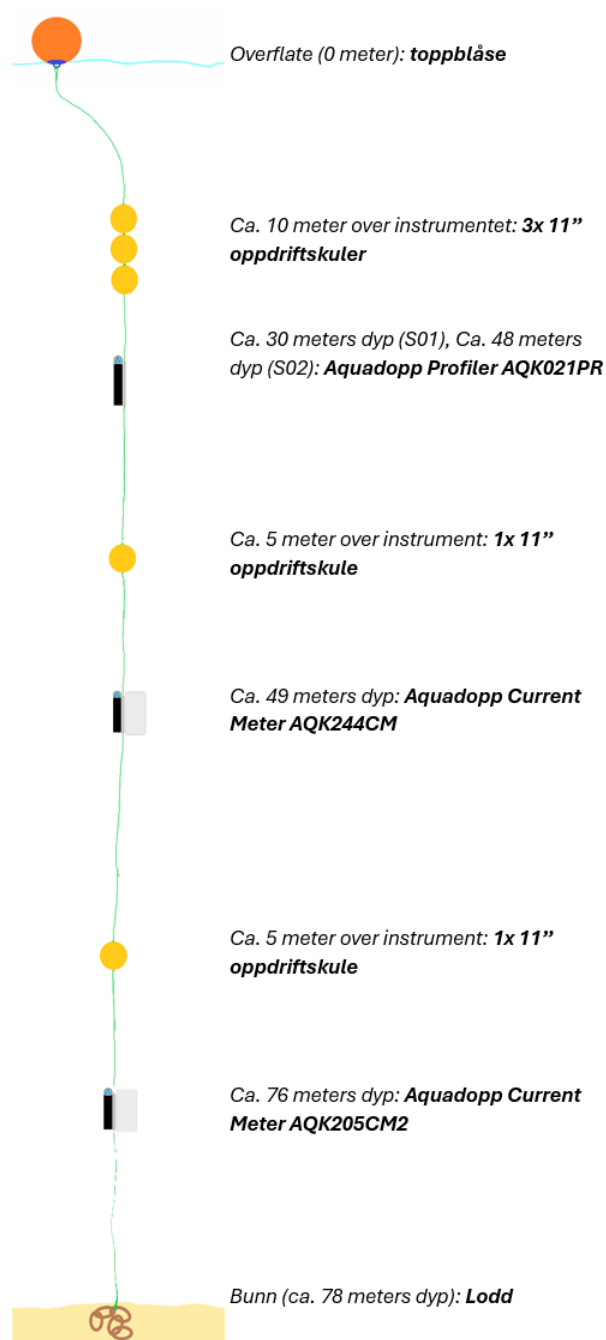 Overflate (0 meter): toppblåse
Ca. 10 meter over instrumentet: 3x 11”
oppdriftskuler
Ca. 30 meters dyp (S01), Ca. 48 meters
dyp (S02): Aquadopp Profiler AQK021PR
Ca. 5 meter over instrument: 1x 11”
oppdriftskule
Ca. 49 meters dyp: Aquadopp Current
Meter AQK244CM
Ca. 5 meter over instrument: 1x 11”
oppdriftskule
Ca. 76 meters dyp: Aquadopp Current
Meter AQK205CM2
Bunn (ca. 78 meters dyp): Lodd